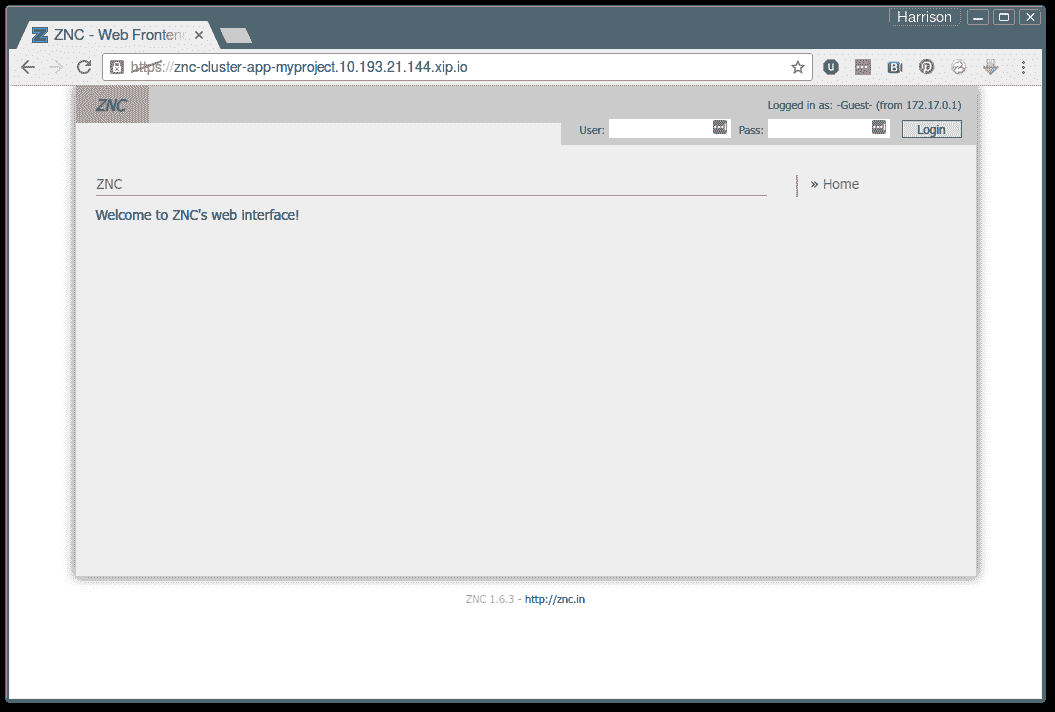 Harrison
ZNC - Web Frontend
https://znc-cluster-app-myproject.10.193.21.144.xip.io
ZNC
Logged in as: -Guest- (from 172.17.0.1)
User: Pass: Login
ZNC
» Home
Welcome to ZNC's web interface!
ZNC 1.6.3 - http://znc.in